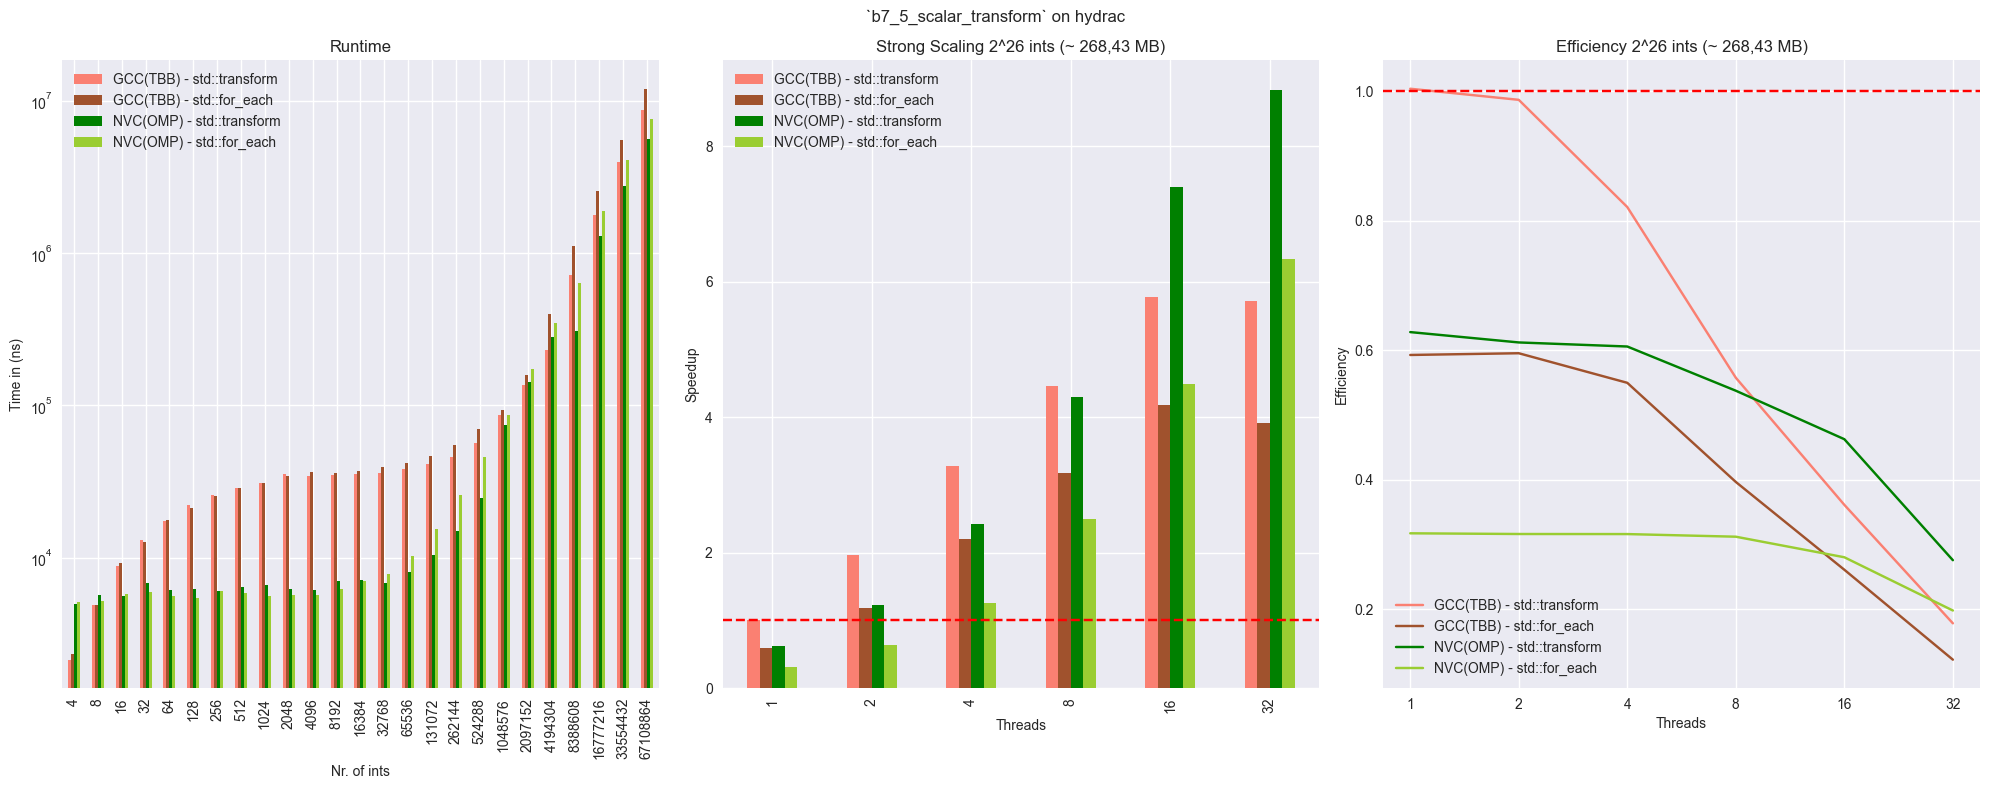 `b7_5_scalar_transform` on hydrac
Runtime
GCC(TBB) - std::transform
GCC(TBB) - std::for_each
NVC(OMP) - std::transform
NVC(OMP) - std::for_each
10^7
10^6
10^5
10^4
Time in (ns)
4
8
16
32
64
128
256
512
1024
2048
4096
8192
16384
32768
65536
131072
262144
524288
1048576
2097152
4194304
8388608
16777216
33554432
67108864
Nr. of ints
Strong Scaling 2^26 ints (~ 268,43 MB)
GCC(TBB) - std::transform
GCC(TBB) - std::for_each
NVC(OMP) - std::transform
NVC(OMP) - std::for_each
8
6
4
2
0
Speedup
1
2
4
8
16
32
Threads
Efficiency 2^26 ints (~ 268,43 MB)
1.0
0.8
0.6
0.4
0.2
Efficiency
GCC(TBB) - std::transform
GCC(TBB) - std::for_each
NVC(OMP) - std::transform
NVC(OMP) - std::for_each
1
2
4
8
16
32
Threads